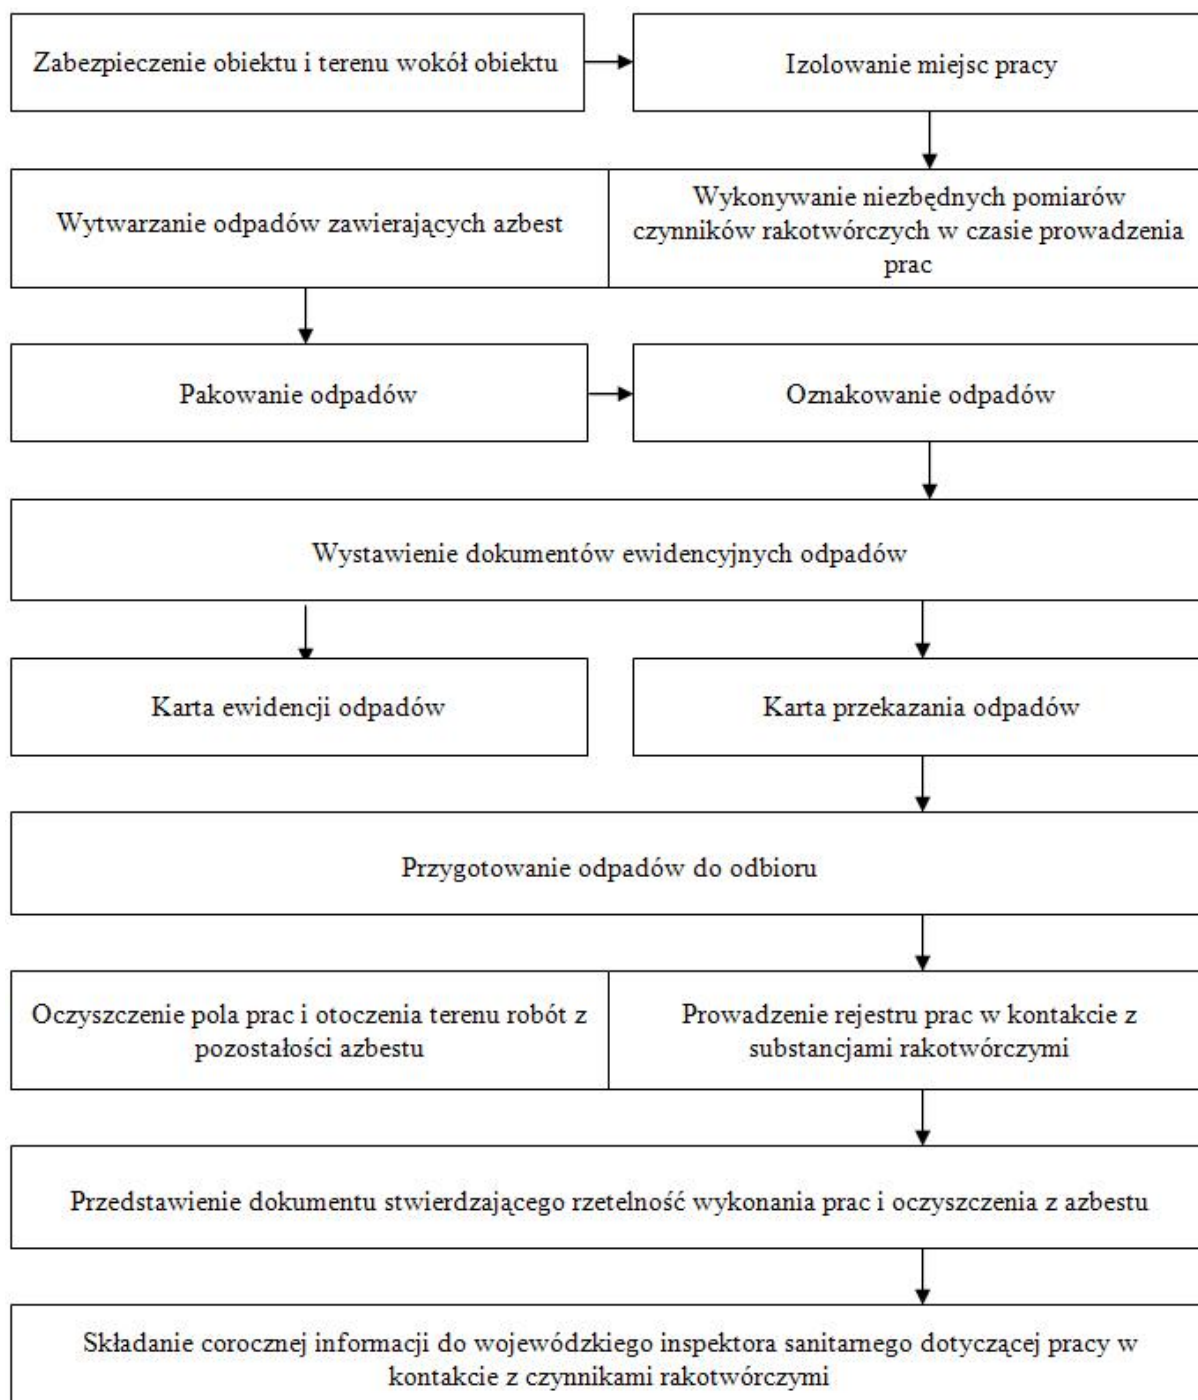 Zabezpieczenie obiektu i terenu wokół obiektu
Izolowanie miejsc pracy
Wytwarzanie odpadów zawierających azbest
Wykonywanie niezbędnych pomiarów
czynników rakotwórczych w czasie prowadzenia
prac
Pakowanie odpadów
Oznakowanie odpadów
Wystawienie dokumentów ewidencyjnych odpadów
Karta ewidencji odpadów
Karta przekazania odpadów
Przygotowanie odpadów do odbioru
Oczyszczenie pola prac i otoczenia terenu robót z
pozostałości azbestu
Prowadzenie rejestru prac w kontakcie z
substancjami rakotwórczymi
Przedstawienie dokumentu stwierdzającego rzetelność wykonania prac i oczyszczenia z azbestu
Składanie corocznej informacji do wojewódzkiego inspektora sanitarnego dotyczącej pracy w
kontakcie z czynnikami rakotwórczymi